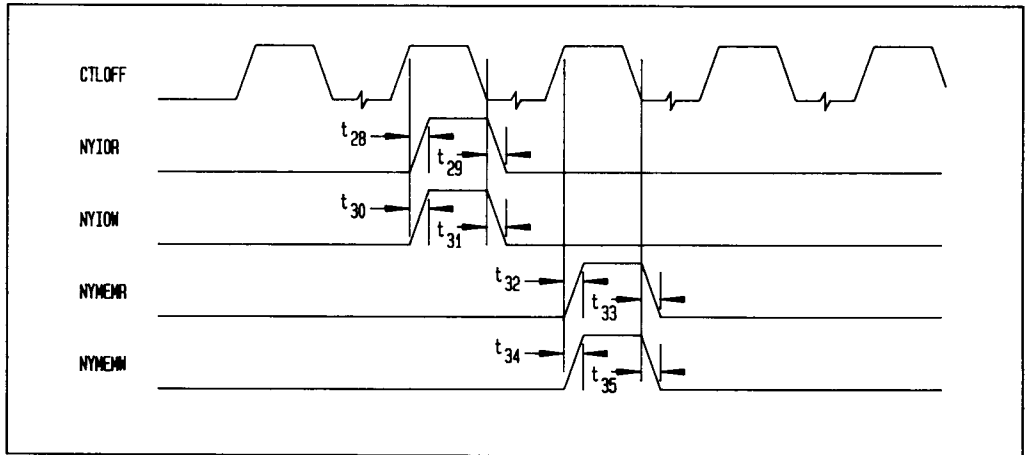 CTLOFF
t28
NYIOR
t29
t30
NYIOW
t31
t32
NYMEMR
t33
t34
NYMEMW
t35